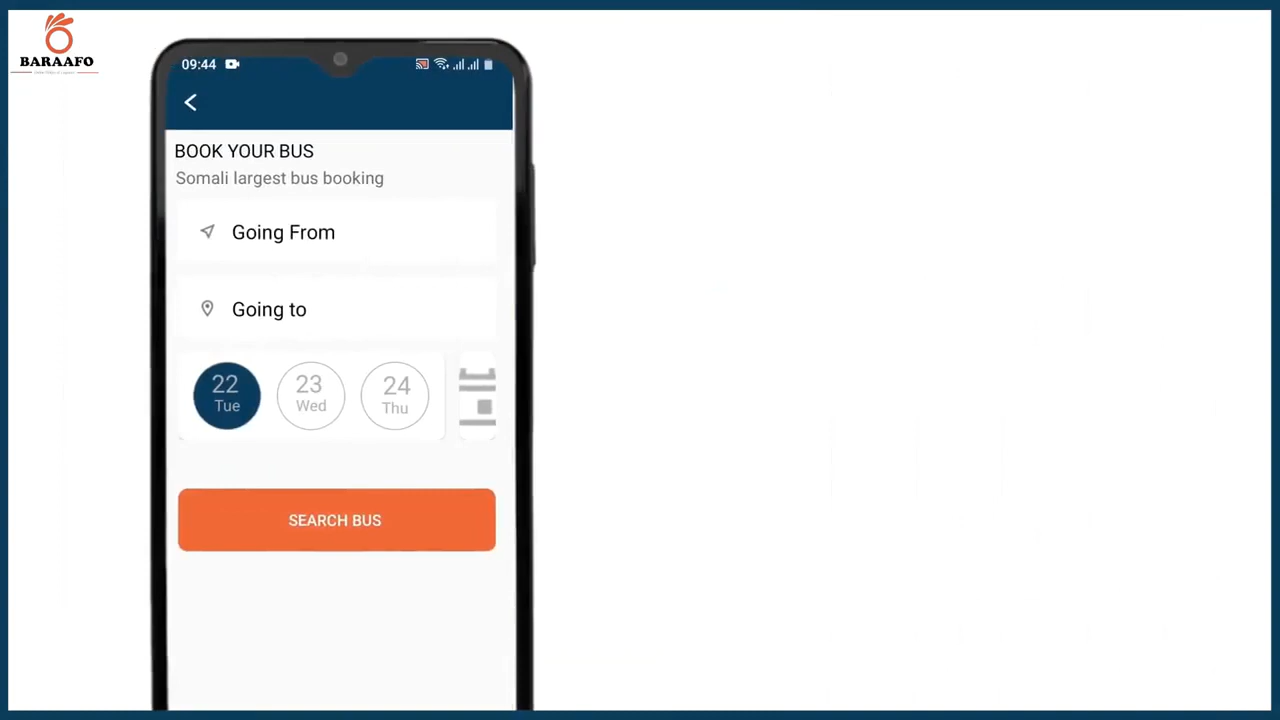 BARAAFO
09:44
BOOK YOUR BUS
Somali largest bus booking
Going From
Going to
22 23 24
Tue Wed Thu
SEARCH BUS